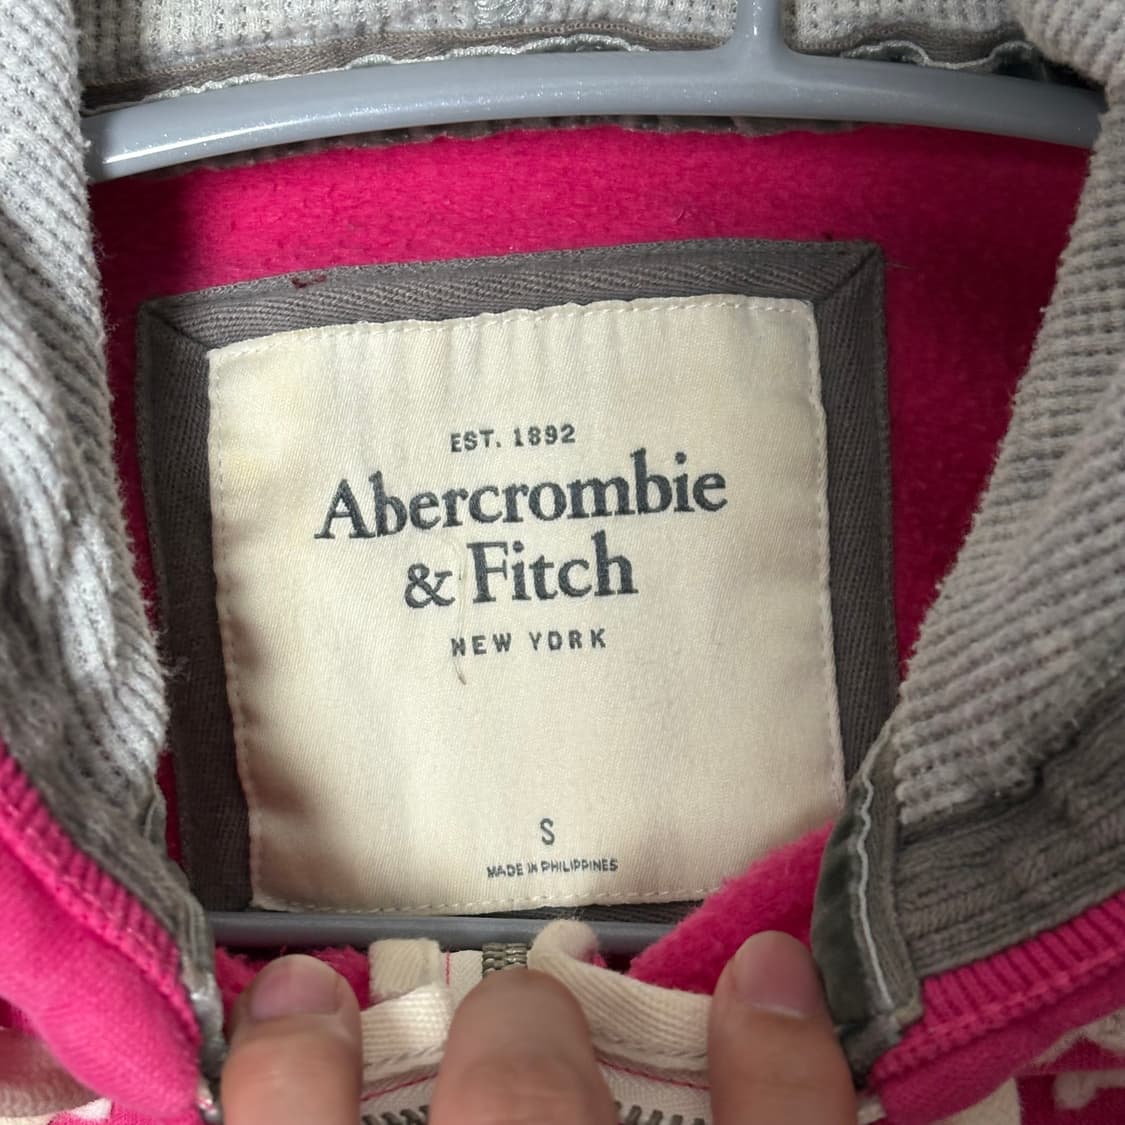 EST. 1892
Abercrombie
& Fitch
NEW YORK
S
MADE IN PHILIPPINES